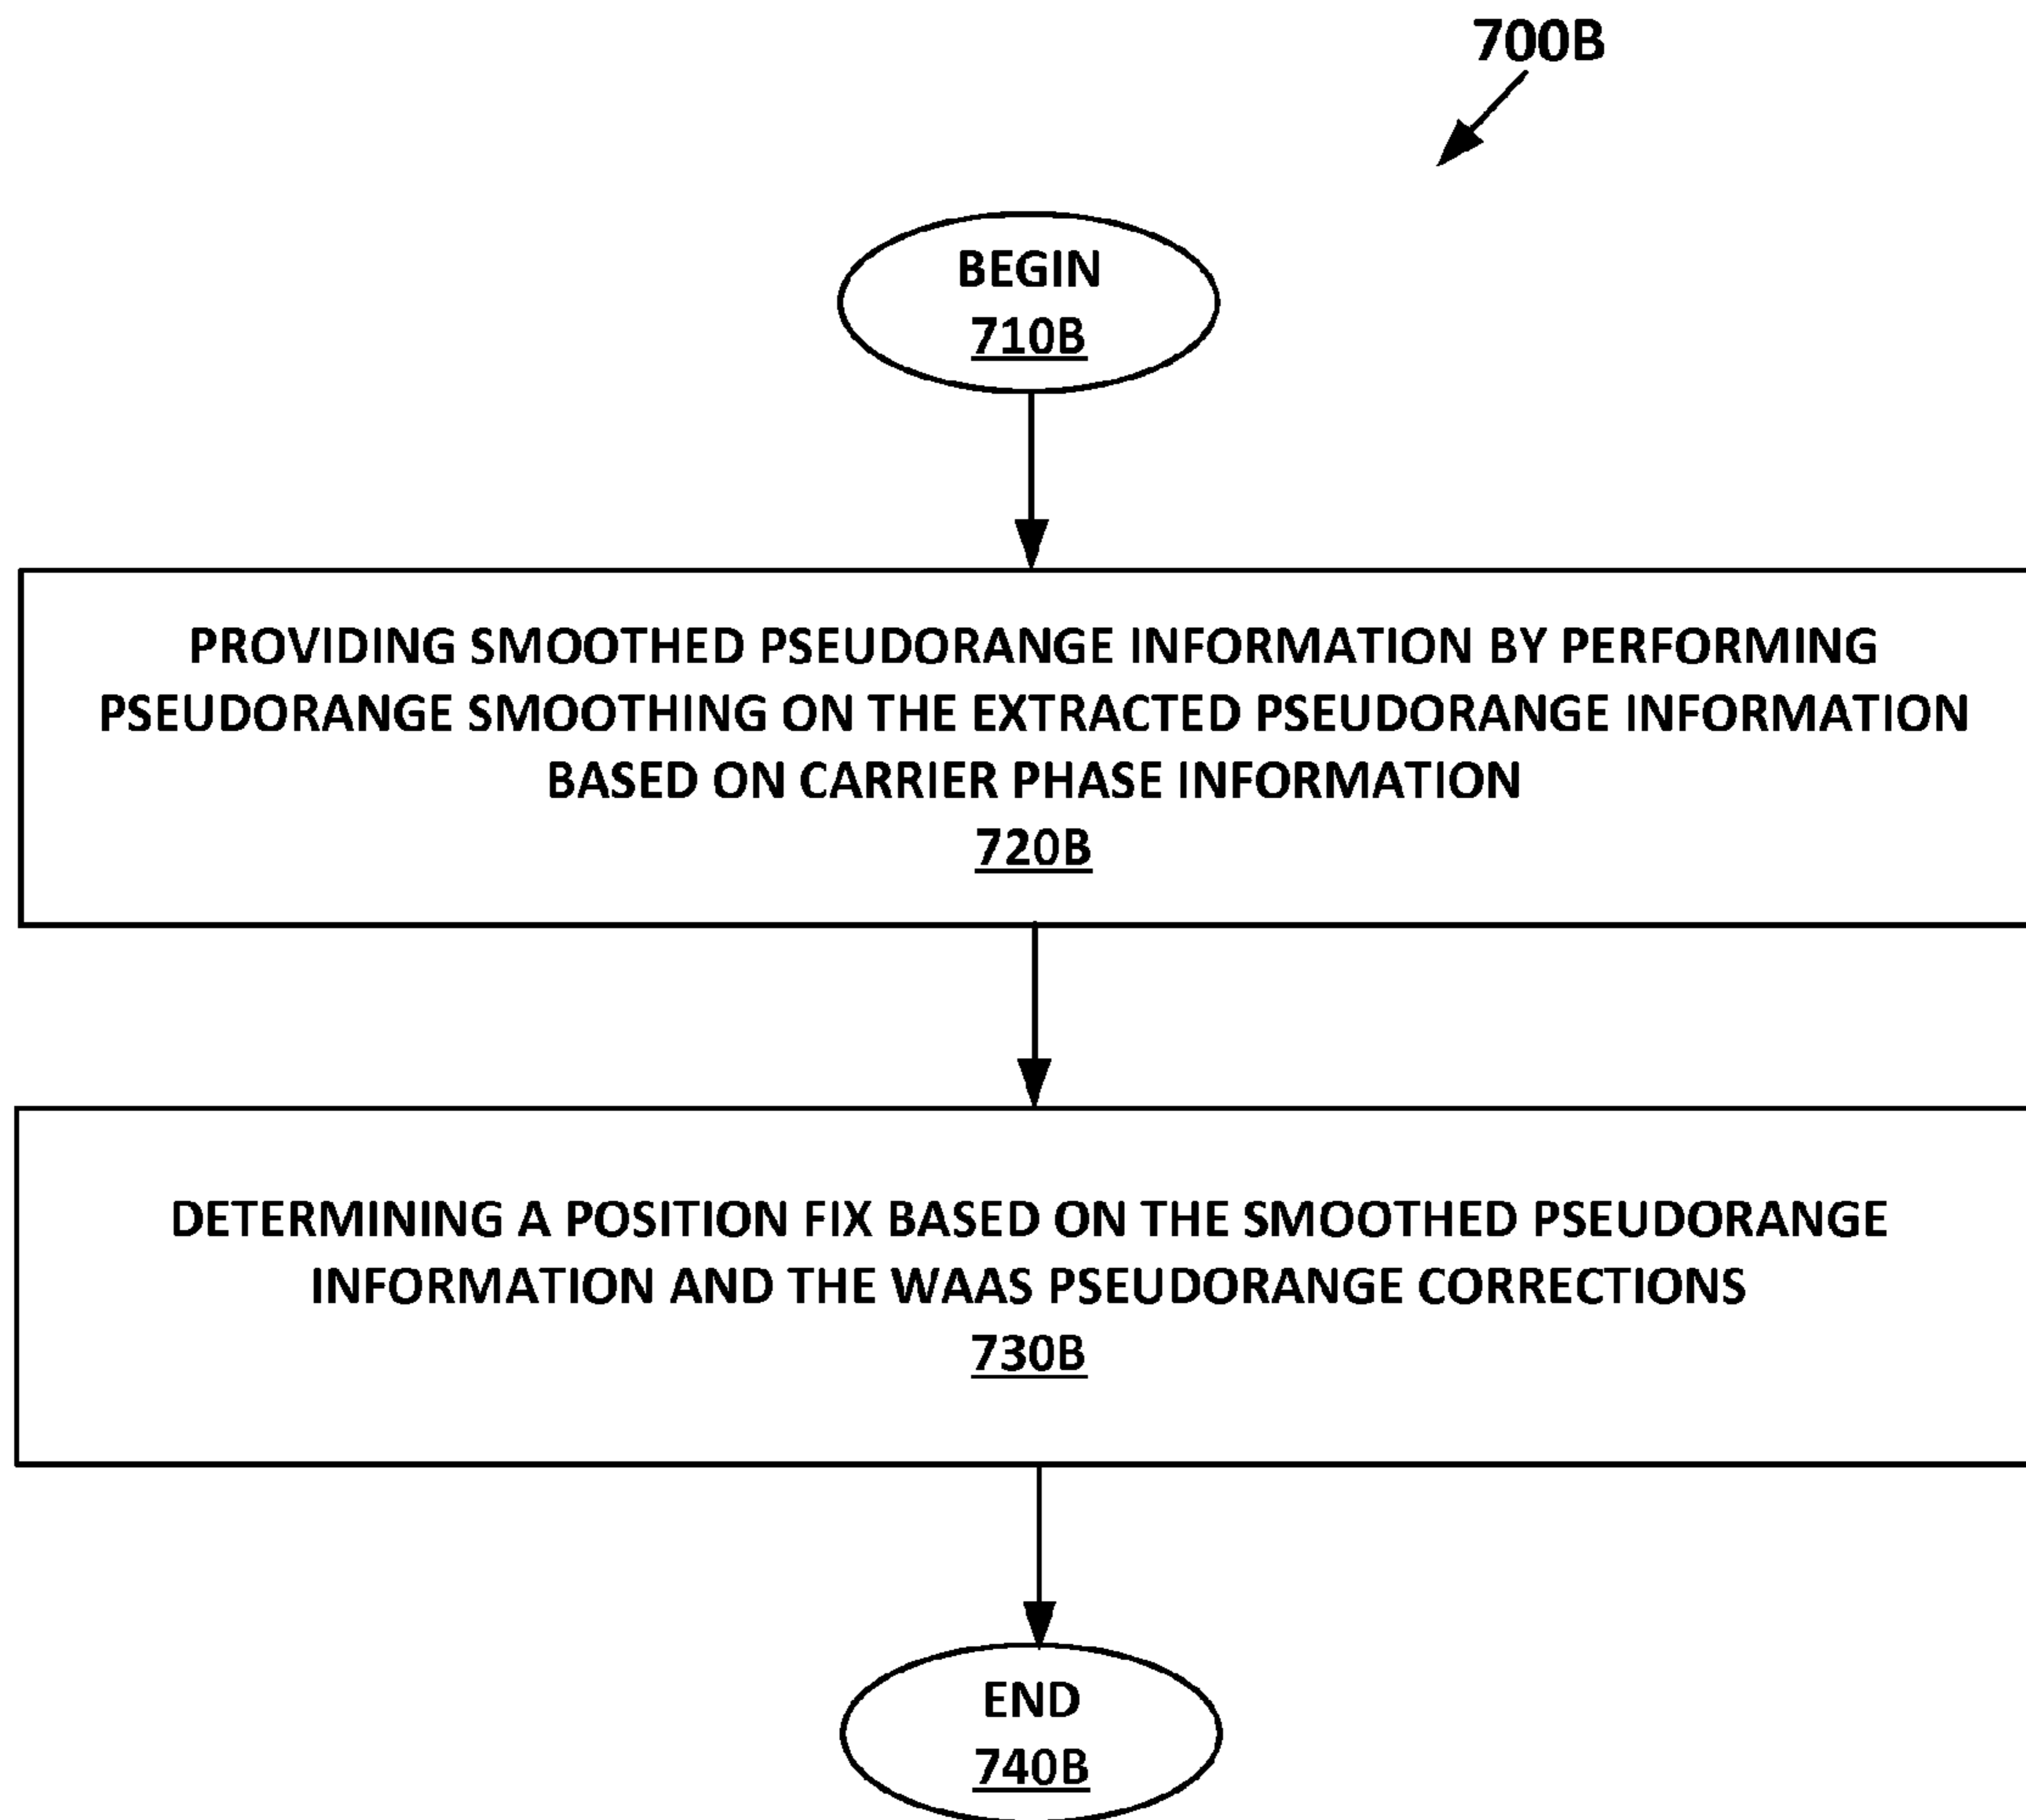 700B
BEGIN
710B
PROVIDING SMOOTHED PSEUDORANGE INFORMATION BY PERFORMING
PSEUDORANGE SMOOTHING ON THE EXTRACTED PSEUDORANGE INFORMATION
BASED ON CARRIER PHASE INFORMATION
720B
DETERMINING A POSITION FIX BASED ON THE SMOOTHED PSEUDORANGE
INFORMATION AND THE WAAS PSEUDORANGE CORRECTIONS
730B
END
740B